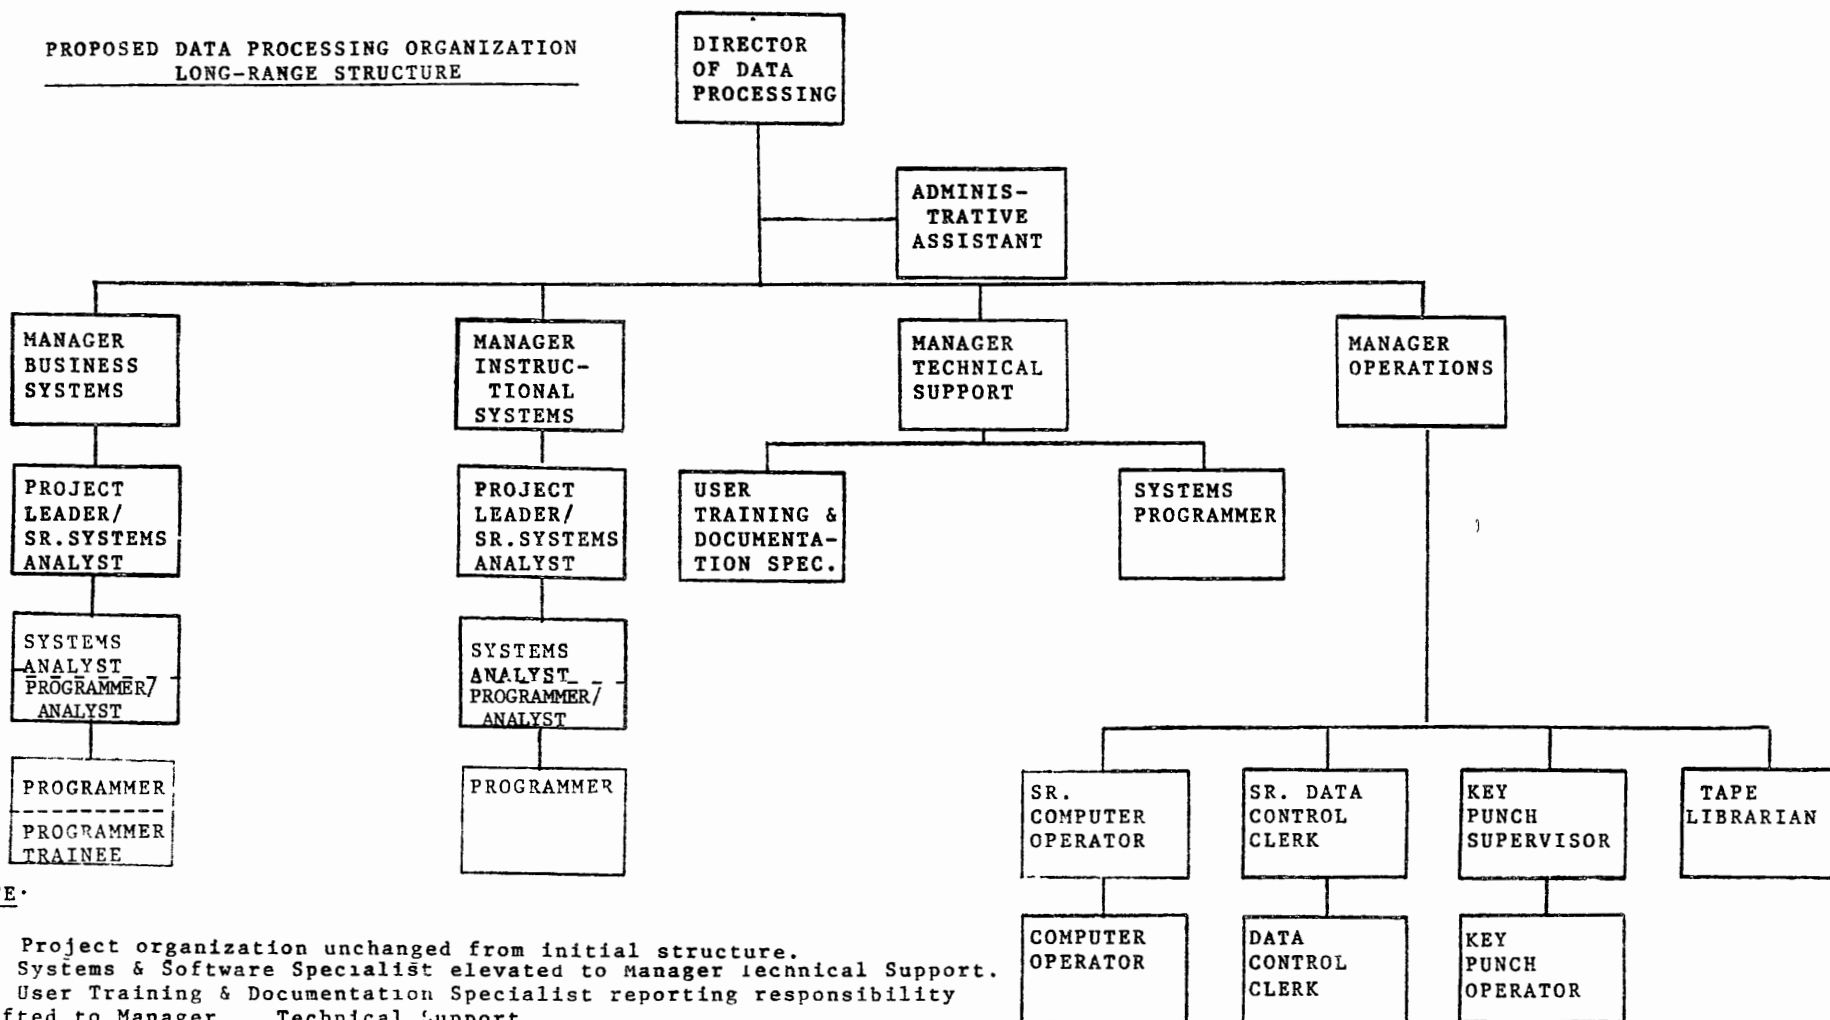 PROPOSED DATA PROCESSING ORGANIZATION
LONG-RANGE STRUCTURE
DIRECTOR
OF DATA
PROCESSING
ADMINIS-
TRATIVE
ASSISTANT
MANAGER
BUSINESS
SYSTEMS
MANAGER
INSTRUC-
TIONAL
SYSTEMS
MANAGER
TECHNICAL
SUPPORT
MANAGER
OPERATIONS
PROJECT
LEADER/
SR.SYSTEMS
ANALYST
PROJECT
LEADER/
SR.SYSTEMS
ANALYST
USER
TRAINING &
DOCUMENTA-
TION SPEC.
SYSTEMS
PROGRAMMER
SYSTEMS
ANALYST
PROGRAMMER/
ANALYST
SYSTEMS
ANALYST
PROGRAMMER/
ANALYST
PROGRAMMER
PROGRAMMER
TRAINEE
PROGRAMMER
SR.
COMPUTER
OPERATOR
SR. DATA
CONTROL
CLERK
KEY
PUNCH
SUPERVISOR
TAPE
LIBRARIAN
COMPUTER
OPERATOR
DATA
CONTROL
CLERK
KEY
PUNCH
OPERATOR
Project organization unchanged from initial structure.
Systems & Software Specialist elevated to Manager Technical Support.
User Training & Documentation Specialist reporting responsibility
to Manager Technical Support